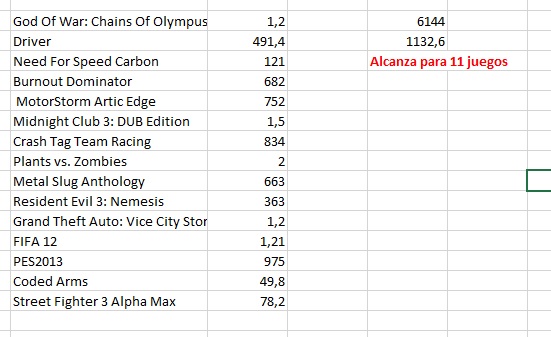 God Of War: Chains Of Olympus 1,2 6144
Driver 491,4 1132,6
Need For Speed Carbon 121 Alcanza para 11 juegos
Burnout Dominator 682
MotorStorm Artic Edge 752
Midnight Club 3: DUB Edition 1,5
Crash Tag Team Racing 834
Plants vs. Zombies 2
Metal Slug Anthology 663
Resident Evil 3: Nemesis 363
Grand Theft Auto: Vice City Stor 1,2
FIFA 12 1,21
PES2013 975
Coded Arms 49,8
Street Fighter 3 Alpha Max 78,2